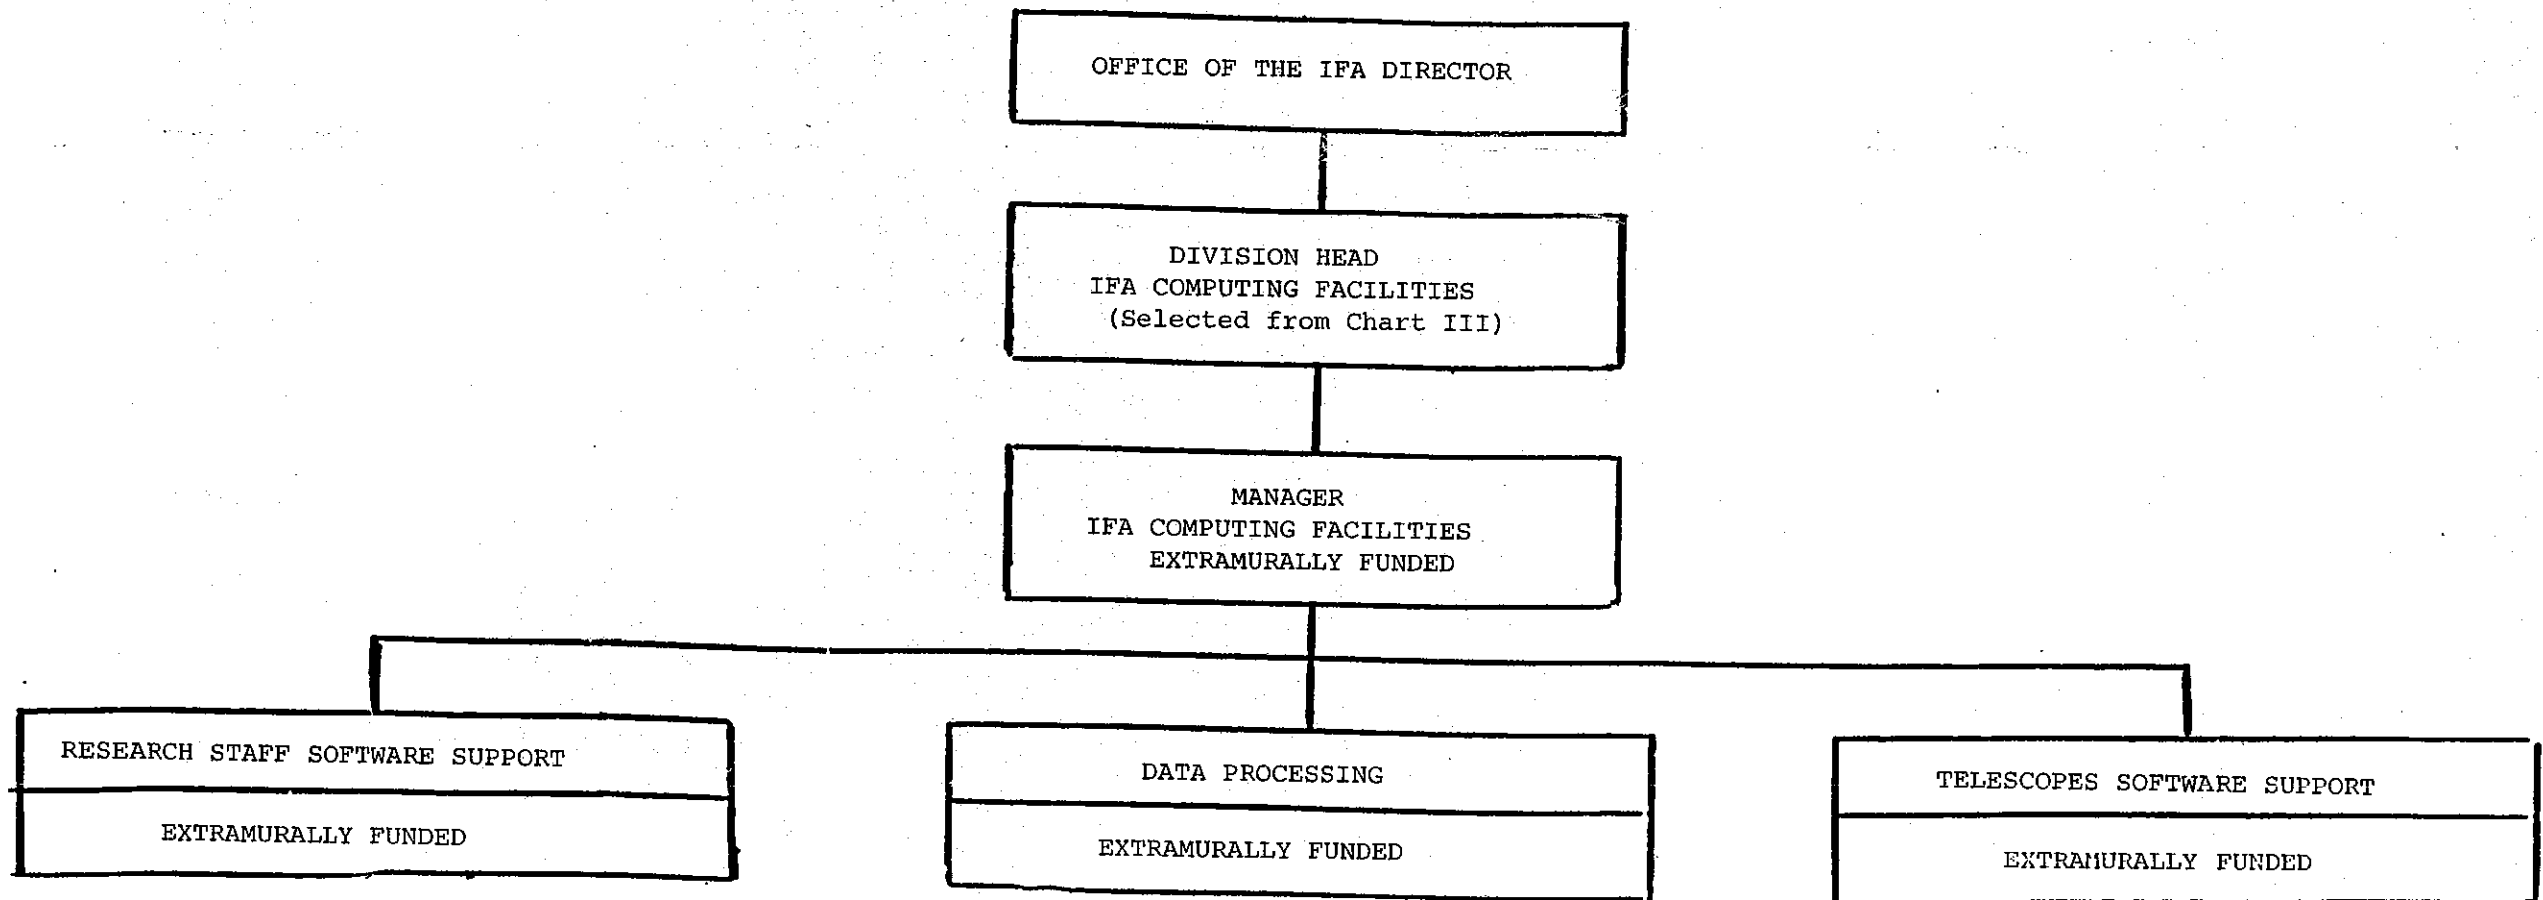 OFFICE OF THE IFA DIRECTOR
DIVISION HEAD
IFA COMPUTING FACILITIES
(Selected from Chart III)
MANAGER
IFA COMPUTING FACILITIES
EXTRAMURALLY FUNDED
RESEARCH STAFF SOFTWARE SUPPORT
EXTRAMURALLY FUNDED
DATA PROCESSING
EXTRAMURALLY FUNDED
TELESCOPES SOFTWARE SUPPORT
EXTRAMURALLY FUNDED